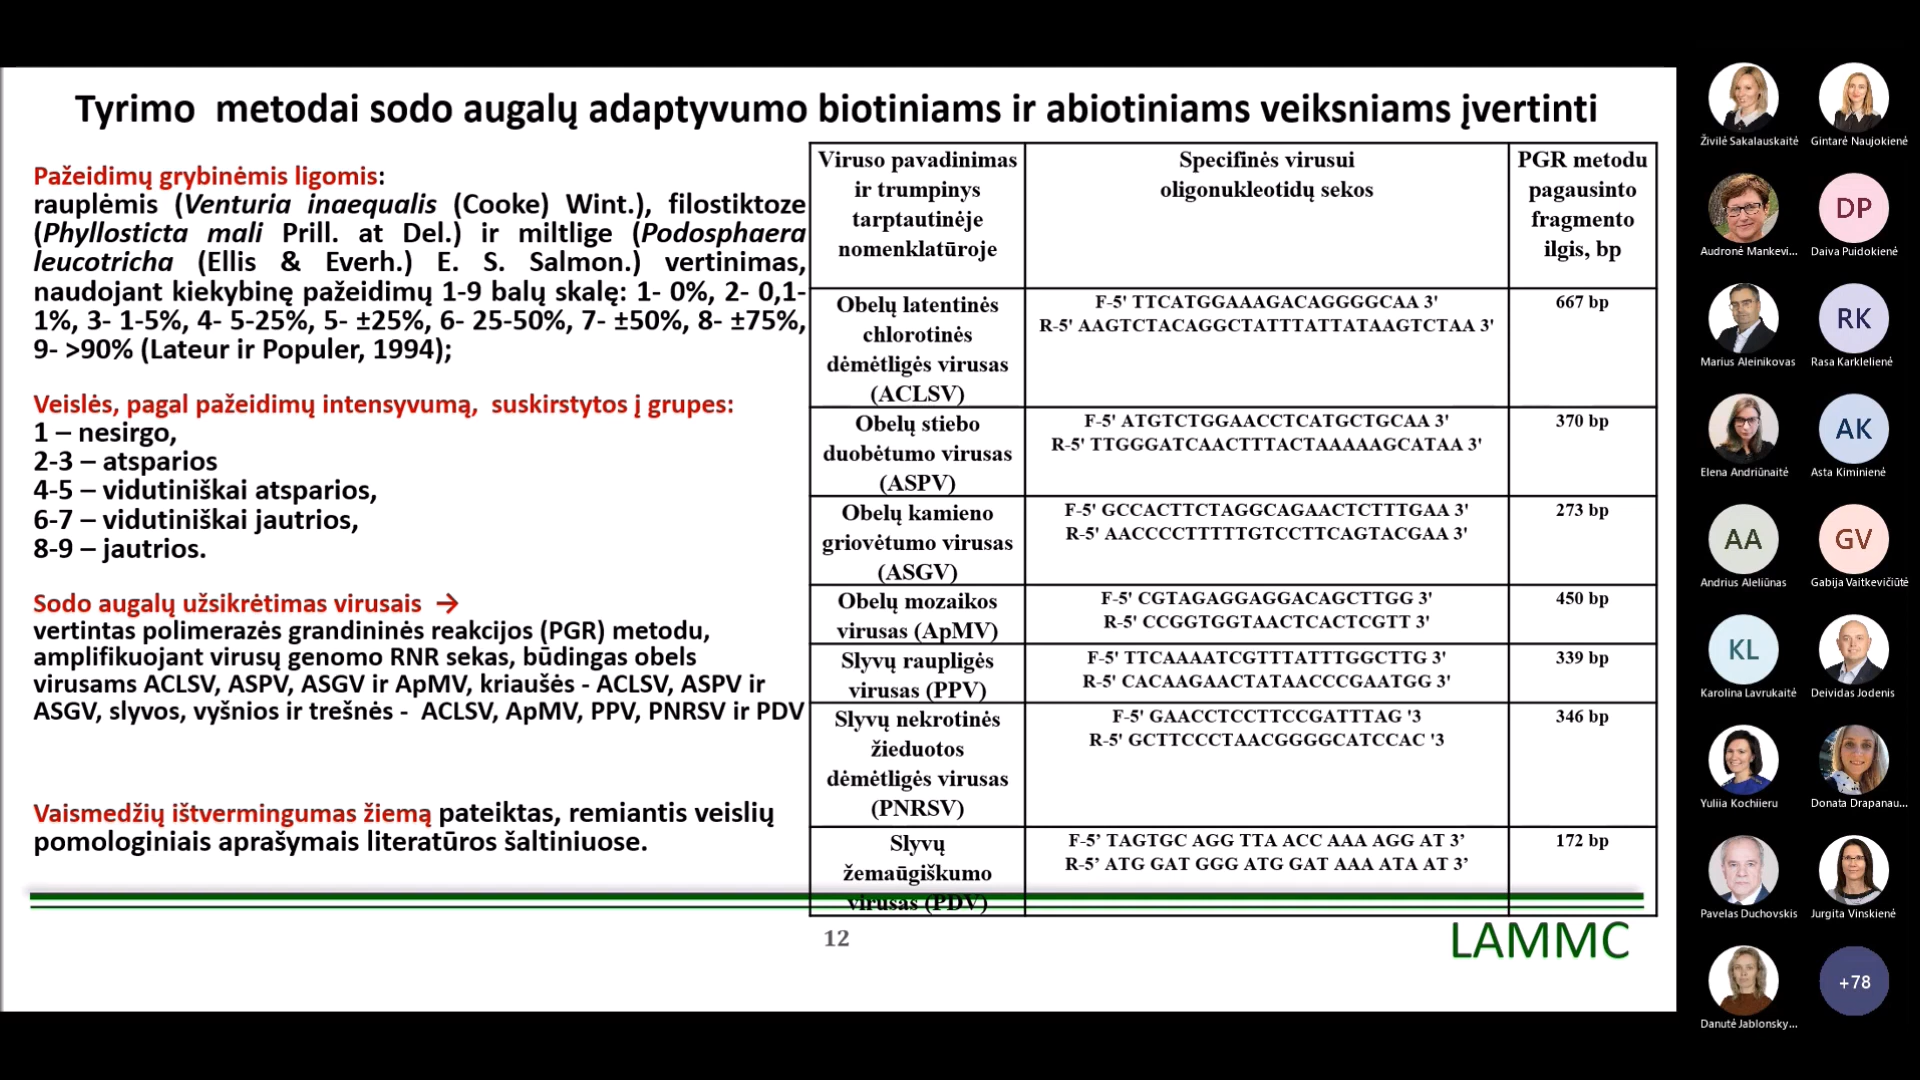 Tyrimo metodai sodo augalų adaptyvumo biotiniams ir abiotiniams veiksniams įvertinti
Pažeidimų grybinėmis ligomis:
rauplėmis (Venturia inaequalis (Cooke) Wint.), filostiktoze
(Phyllosticta mali Prill. at Del.) ir miltlige (Podosphaera
leucotricha (Ellis & Everh.) E. S. Salmon.) vertinimas,
naudojant kiekybinę pažeidimų 1-9 balų skalę: 1- 0%, 2- 0,1-
1%, 3- 1-5%, 4- 5-25%, 5- ±25%, 6- 25-50%, 7- ±50%, 8- ±75%,
9- >90% (Lateur ir Populer, 1994);
Veislės, pagal pažeidimų intensyvumą, suskirstytos į grupes:
1 – nesirgo,
2-3 – atsparios
4-5 – vidutiniškai atsparios,
6-7 – vidutiniškai jautrios,
8-9 – jautrios.
Sodo augalų užsikrėtimas virusais →
vertintas polimerazės grandininės reakcijos (PGR) metodu,
amplifikuojant virusų genomo RNR sekas, būdingas obels
virusams ACLSV, ASPV, ASGV ir ApMV, kriaušės - ACLSV, ASPV ir
ASGV, slyvos, vyšnios ir trešnės - ACLSV, ApMV, PPV, PNRSV ir PDV
Vaismedžių ištvermingumas žiemą pateiktas, remiantis veislių
pomologiniais aprašymais literatūros šaltiniuose.
Viruso pavadinimas
ir trumpinys
tarptautinėje
nomenklatūroje
Specifinės virusui
oligonukleotidų sekos
PGR metodu
pagausinto
fragmento
ilgis, bp
Obelų latentinės
chlorotinės
dėmėtligės virusas
(ACLSV)
F-5' TTCATGGAAAGACAGGGGCAA 3'
R-5' AAGTCTACAGGCTATTTATTATAAGTCTAA 3'
667 bp
Obelų stiebo
duobėtumo virusas
(ASPV)
F-5' ATGTCTGGAACCTCATGCTGCAA 3'
R-5' TTGGGATCAACTTTACTAAAAAGCATAA 3'
370 bp
Obelų kamieno
griovėtumo virusas
(ASGV)
F-5' GCCACTTCTAGGCAGAACTCTTTGAA 3'
R-5' AACCCCTTTTTGTCCTTCAGTACGAA 3'
273 bp
Obelų mozaikos
virusas (ApMV)
F-5' CGTAGAGGAGGACAGCTTGG 3'
R-5' CCGGTGGTAACTCACTCGTT 3'
450 bp
Slyvų raupligės
virusas (PPV)
F-5' TTCAAAATCGTTTATTTGGCTTG 3'
R-5' CACAAGAACTATAACCCGAATGG 3'
339 bp
Slyvų nekrotinės
žieduotos
dėmėtligės virusas
(PNRSV)
F-5' GAACCTCCTTCCGATTTAG '3
R-5' GCTTCCCTAACGGGGCATCCAC '3
346 bp
Slyvų
žemaūgiškumo
virusas (PDV)
F-5’ TAGTGC AGG TTA ACC AAA AGG AT 3’
R-5’ ATG GAT GGG ATG GAT AAA ATA AT 3’
172 bp
12
LAMMC
Živilė Sakalauskaitė
Gintarė Naujokienė
Audronė Mankevi...
DP
Daiva Puidokienė
Marius Aleinikovas
RK
Rasa Karklelienė
Elena Andriūnaitė
AK
Asta Kiminienė
AA
Andrius Aleliūnas
GV
Gabija Vaitkevičiūtė
KL
Karolina Lavrukaitė
Deividas Jodenis
Yuliia Kochiieru
Donata Drapanau...
Pavelas Duchovskis
Jurgita Vinskienė
Danutė Jablonsky...
+78